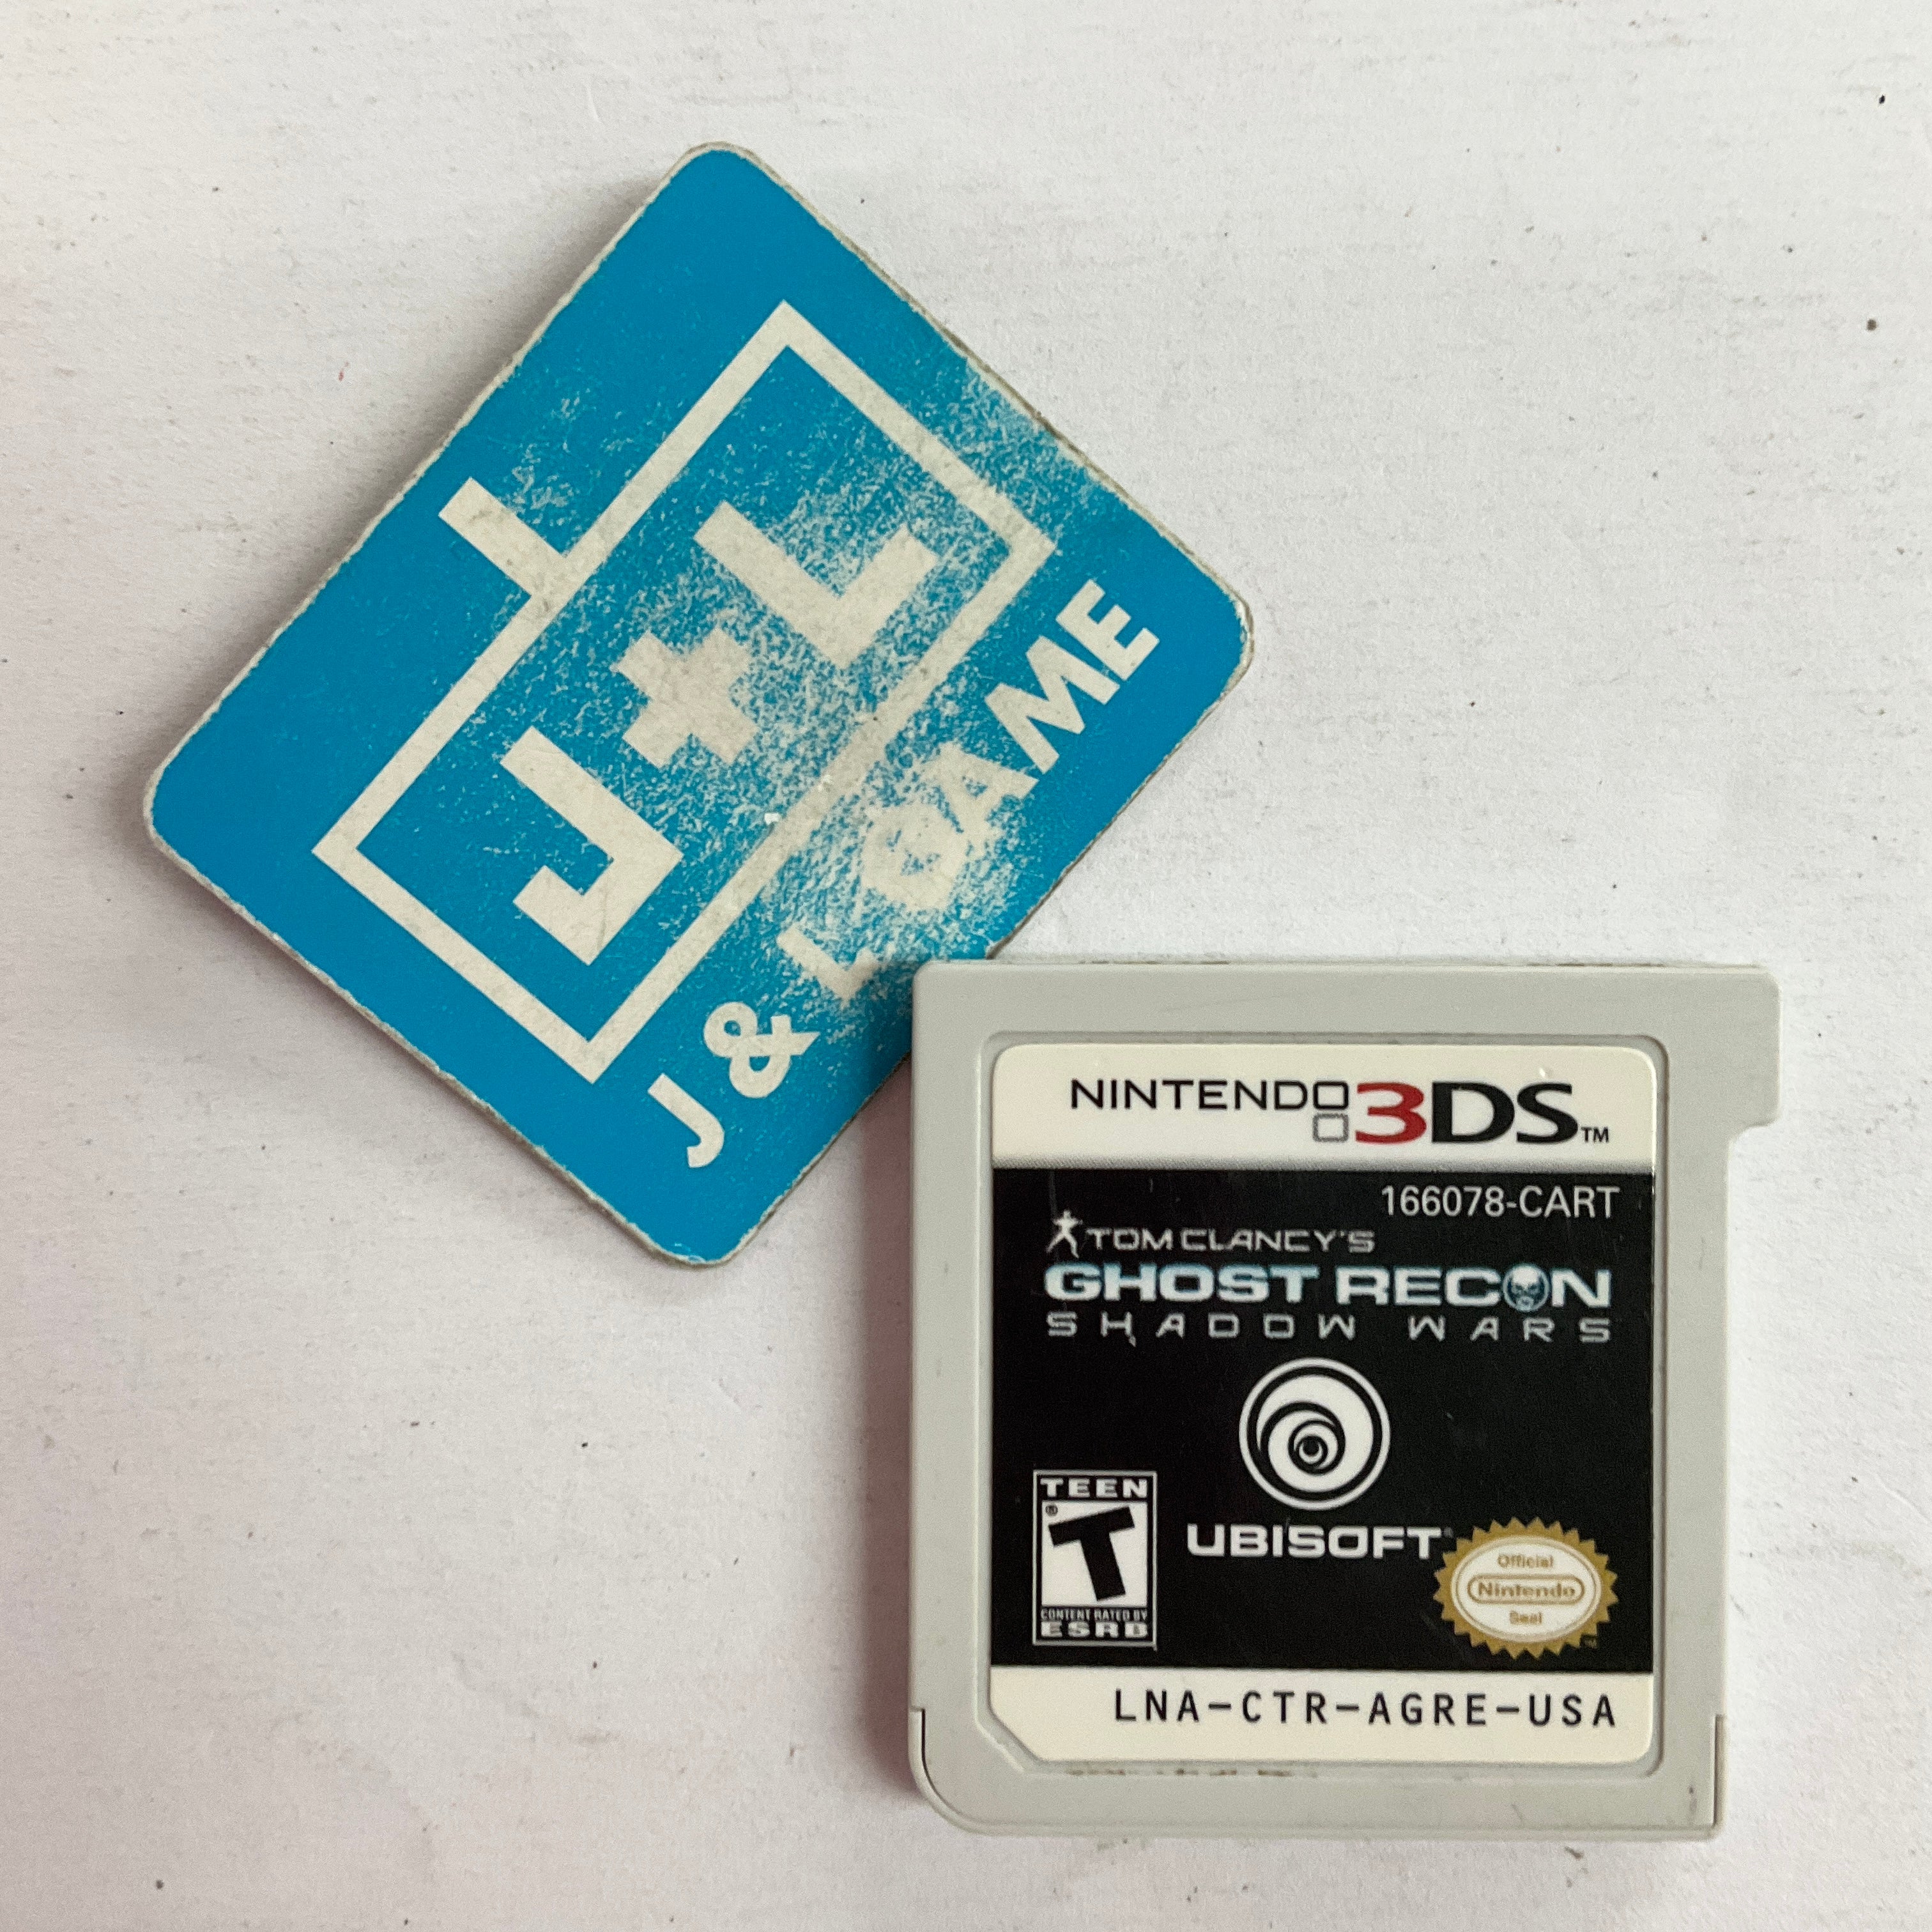 J+L
J & L GAME
NINTENDO 3DS™
166078-CART
TOM CLANCY'S
GHOST RECON
SHADOW WARS
TEEN
T®
CONTENT RATED BY
ESRB
UBISOFT®
Official
Nintendo
Seal
™
LNA-CTR-AGRE-USA